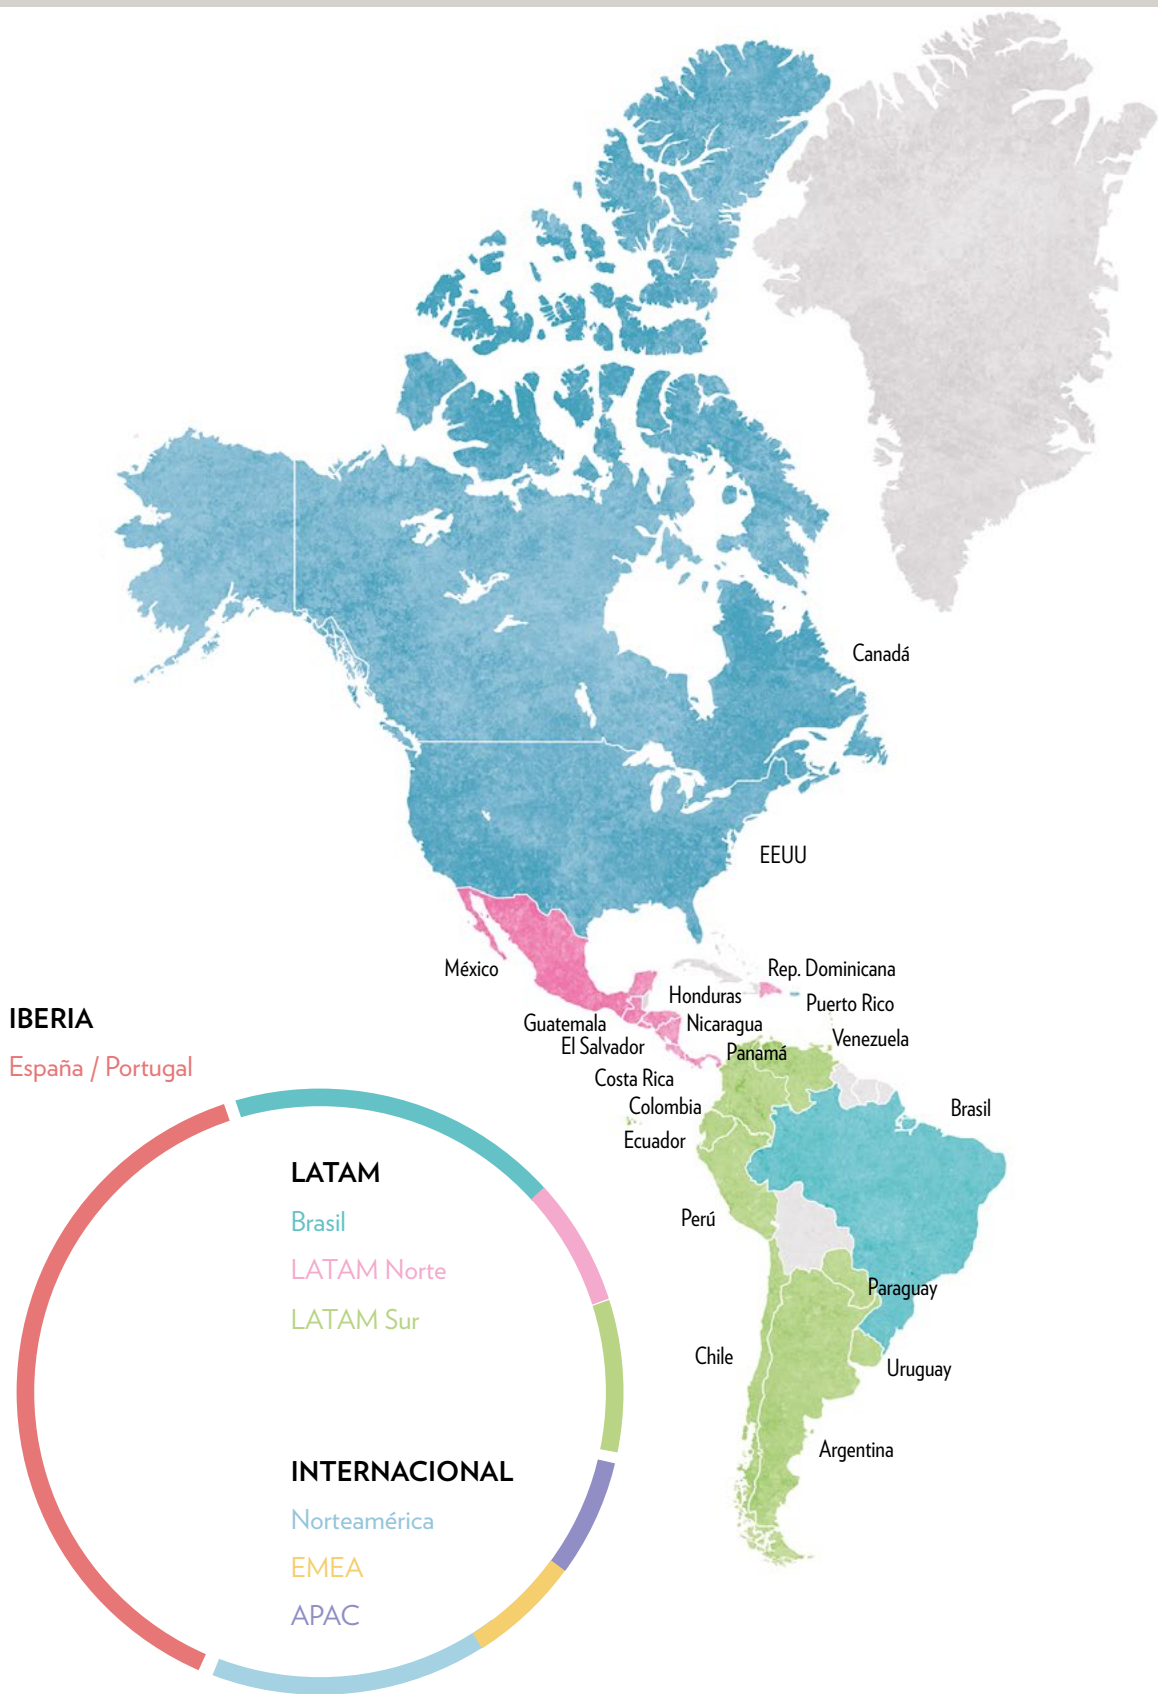 Canadá
EEUU
México
Rep. Dominicana
Honduras
Puerto Rico
Guatemala
Nicaragua
El Salvador
Venezuela
Panamá
Costa Rica
Colombia
Brasil
Ecuador
Perú
Paraguay
Chile
Uruguay
Argentina
IBERIA
España / Portugal
LATAM
Brasil
LATAM Norte
LATAM Sur
INTERNACIONAL
Norteamérica
EMEA
APAC